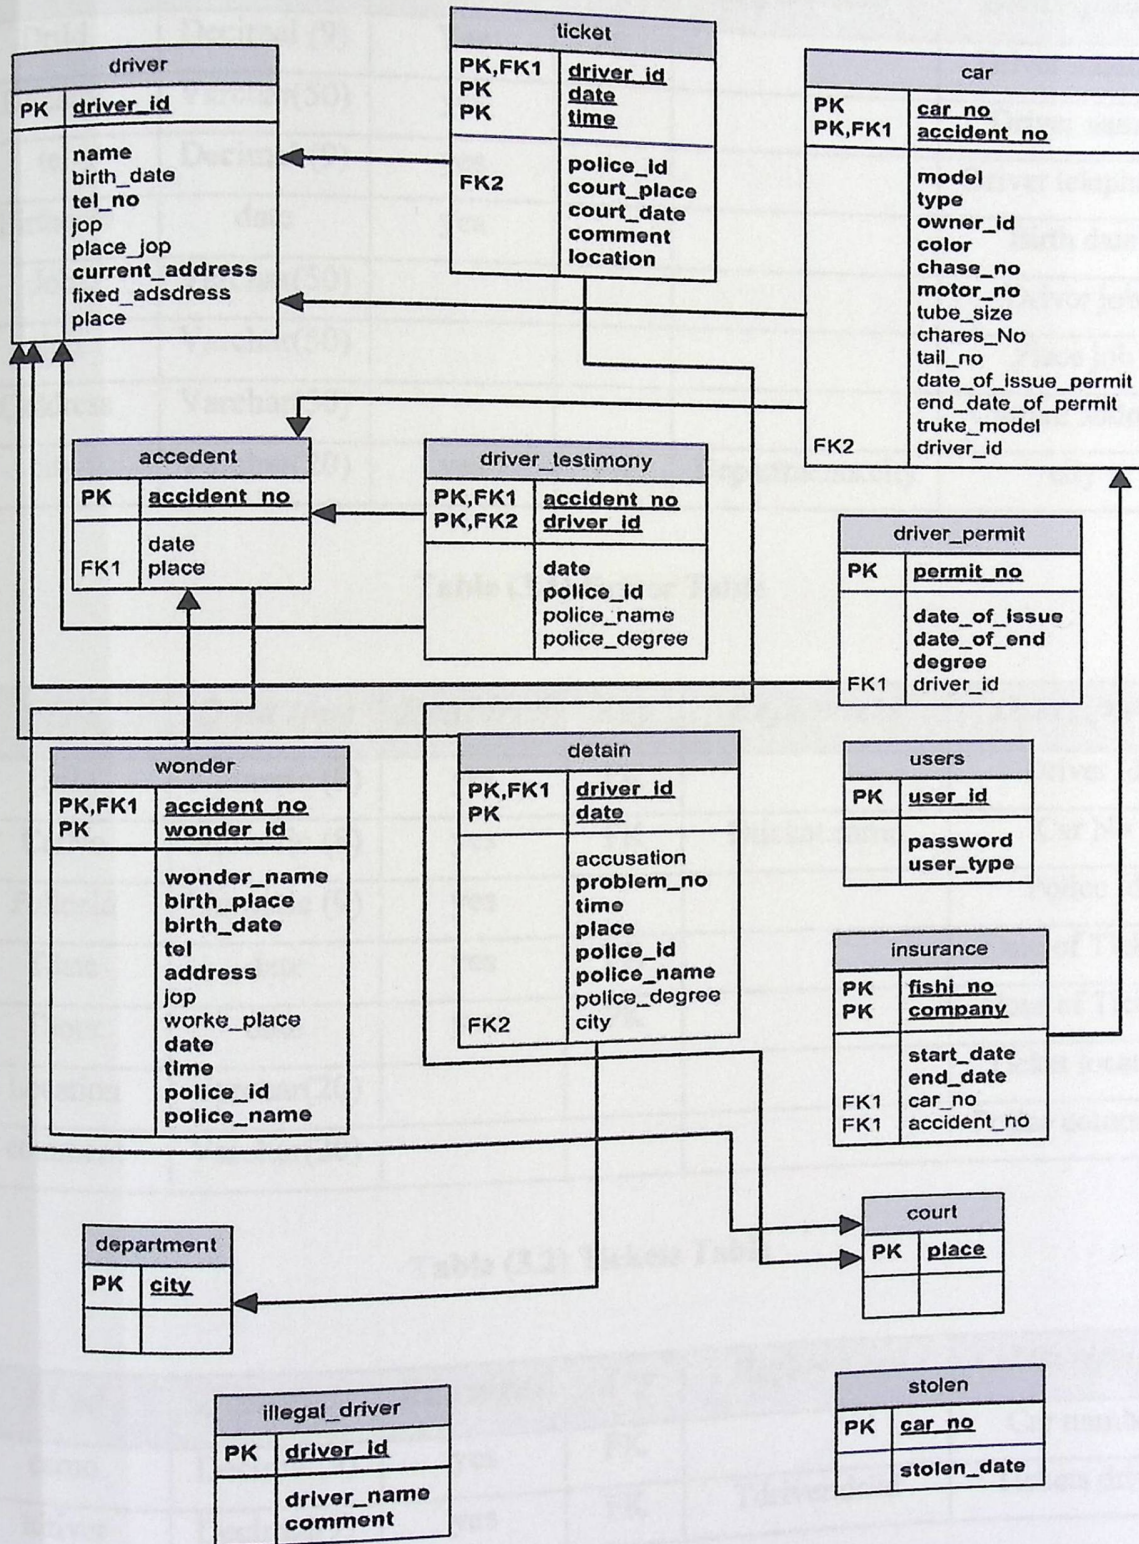 driver
PK driver_id
name
birth_date
tel_no
jop
place_jop
current_address
fixed_adsdress
place
ticket
PK,FK1 driver_id
PK date
PK time
police_id
FK2 court_place
court_date
comment
location
car
PK car_no
PK,FK1 accident_no
model
type
owner_id
color
chase_no
motor_no
tube_size
chares_No
tail_no
date_of_issue_permit
end_date_of_permit
truke_model
FK2 driver_id
accedent
PK accident_no
date
FK1 place
driver_testimony
PK,FK1 accident_no
PK,FK2 driver_id
date
police_id
police_name
police_degree
driver_permit
PK permit_no
date_of_issue
date_of_end
degree
FK1 driver_id
wonder
PK,FK1 accident_no
PK wonder_id
wonder_name
birth_place
birth_date
tel
address
jop
worke_place
date
time
police_id
police_name
detain
PK,FK1 driver_id
PK date
accusation
problem_no
time
place
police_id
police_name
police_degree
FK2 city
users
PK user_id
password
user_type
insurance
PK fishi_no
PK company
start_date
end_date
FK1 car_no
FK1 accident_no
department
PK city
court
PK place
illegal_driver
PK driver_id
driver_name
comment
stolen
PK car_no
stolen_date
Table (3.2) Tickets Table